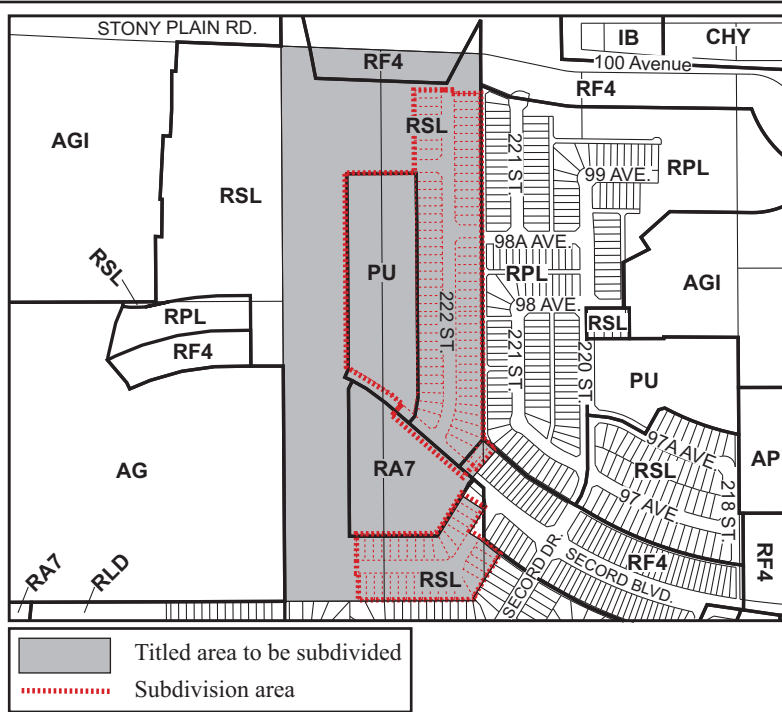 STONY PLAIN RD.
IB
CHY
100 Avenue
RF4
RF4
AGI
RSL
RSL
221 ST.
99 AVE.
RPL
RSL
PU
98A AVE.
RPL
AGI
98 AVE.
RPL
RF4
222 ST.
221 ST.
220 ST.
RSL
PU
AG
RA7
97A AVE.
RSL
97 AVE.
218 ST.
AP
RA7
RLD
RSL
SECORD DR.
SECORD BLVD.
RF4
RF4
Titled area to be subdivided
Subdivision area